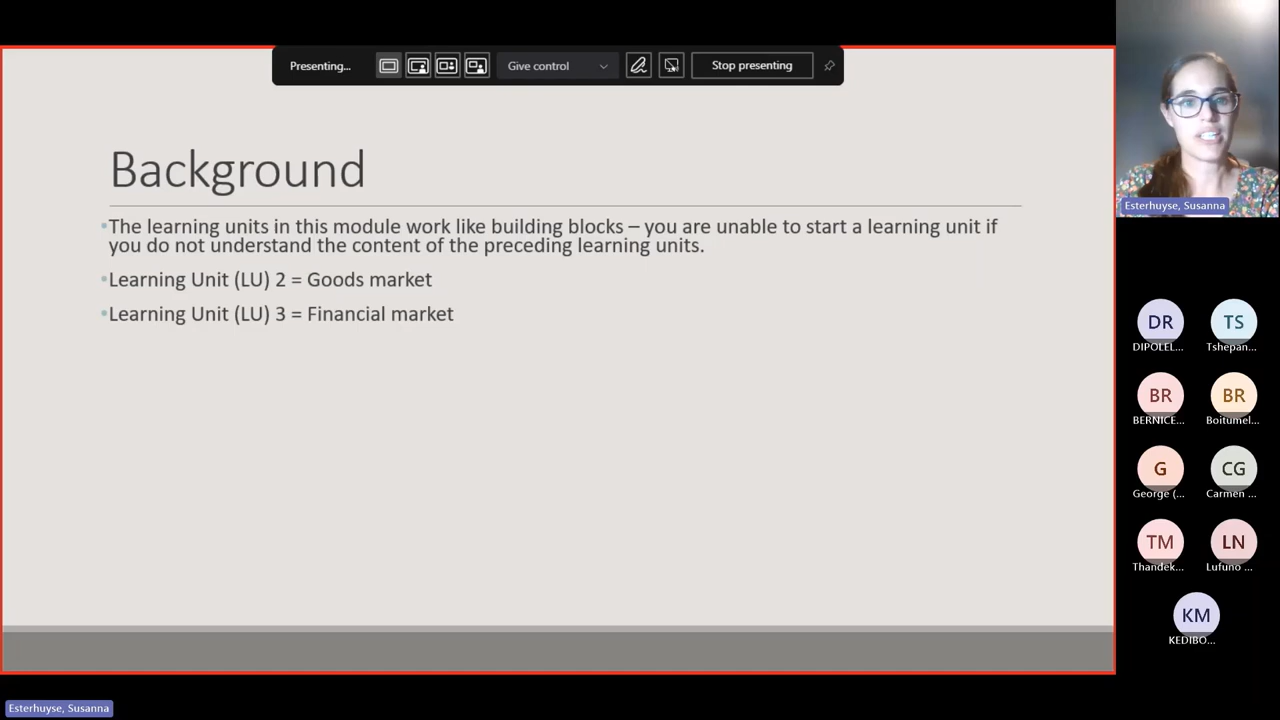 Presenting...
Give control
Stop presenting
Background
•The learning units in this module work like building blocks – you are unable to start a learning unit if
you do not understand the content of the preceding learning units.
•Learning Unit (LU) 2 = Goods market
•Learning Unit (LU) 3 = Financial market
Esterhuyse, Susanna
DR
TS
DIPOLEL...
Tshepan...
BR
BR
BERNICE...
Boitumel...
G
CG
George (...
Carmen ...
TM
LN
Thandek...
Lufuno ...
KM
KEDIBO...
Esterhuyse, Susanna